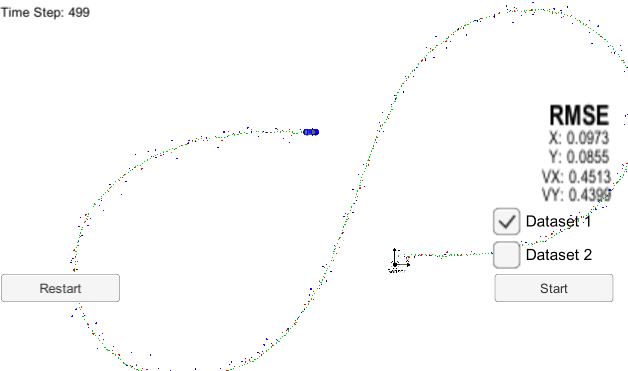 Time Step: 499
RMSE
X: 0.0973
Y: 0.0855
VX: 0.4513
VY: 0.4399
Dataset 1
Dataset 2
Restart
Start